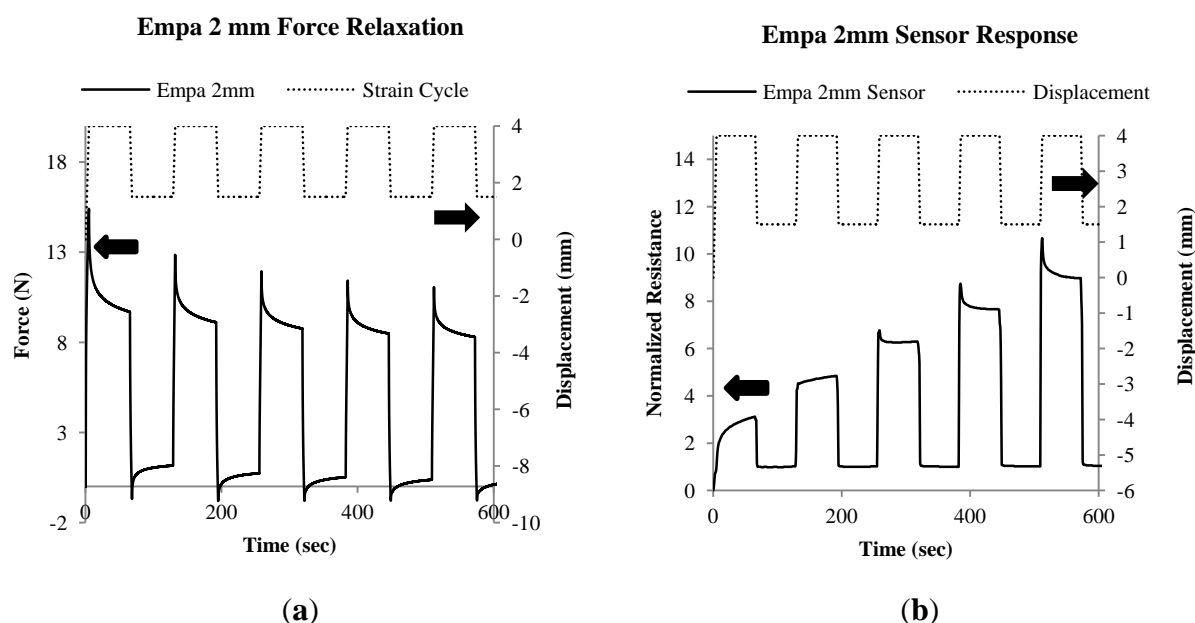 Empa 2 mm Force Relaxation
Empa 2mm
Strain Cycle
18
13
8
3
-2
Force (N)
4
2
0
-2
-4
-6
-8
-10
Displacement (mm)
0
200
400
600
Time (sec)
(a)
Empa 2mm Sensor Response
Empa 2mm Sensor
Displacement
14
12
10
8
6
4
2
0
Normalized Resistance
4
3
2
1
0
-1
-2
-3
-4
-5
-6
Displacement (mm)
0
200
400
600
Time (sec)
(b)